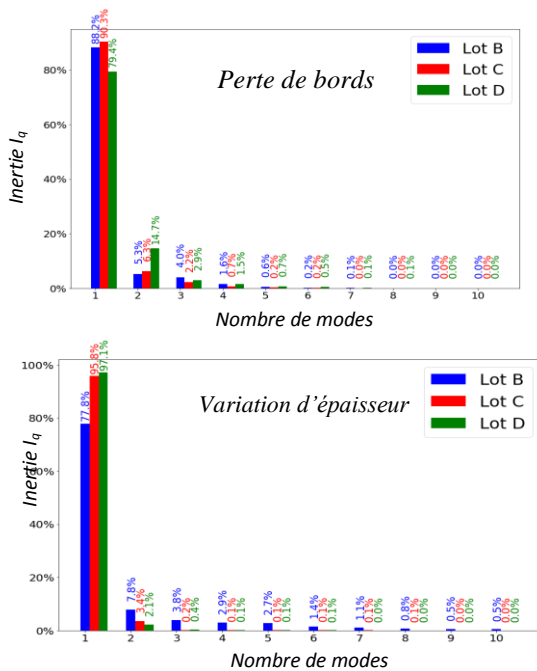 88.2% 90.3% 79.4%
Perte de bords
Lot B
Lot C
Lot D
80%
60%
40%
20%
0%
Inertie Iq
5.3% 6.3% 14.7%
4.0% 2.2% 2.9%
1.6% 0.7% 1.5%
0.6% 0.2% 0.7%
0.2% 0.2% 0.5%
0.1% 0.0% 0.1%
0.0% 0.0% 0.1%
0.0% 0.0% 0.0%
0.0% 0.0% 0.0%
1 2 3 4 5 6 7 8 9 10
Nombre de modes
77.8% 95.8% 97.1%
Variation d'épaisseur
Lot B
Lot C
Lot D
100%
80%
60%
40%
20%
0%
Inertie Iq
7.8% 3.4% 2.1%
3.8% 0.2% 0.4%
2.9% 0.1% 0.1%
2.7% 0.1% 0.1%
1.4% 0.1% 0.1%
1.1% 0.1% 0.0%
0.8% 0.1% 0.0%
0.5% 0.0% 0.0%
0.5% 0.0% 0.0%
1 2 3 4 5 6 7 8 9 10
Nombre de modes